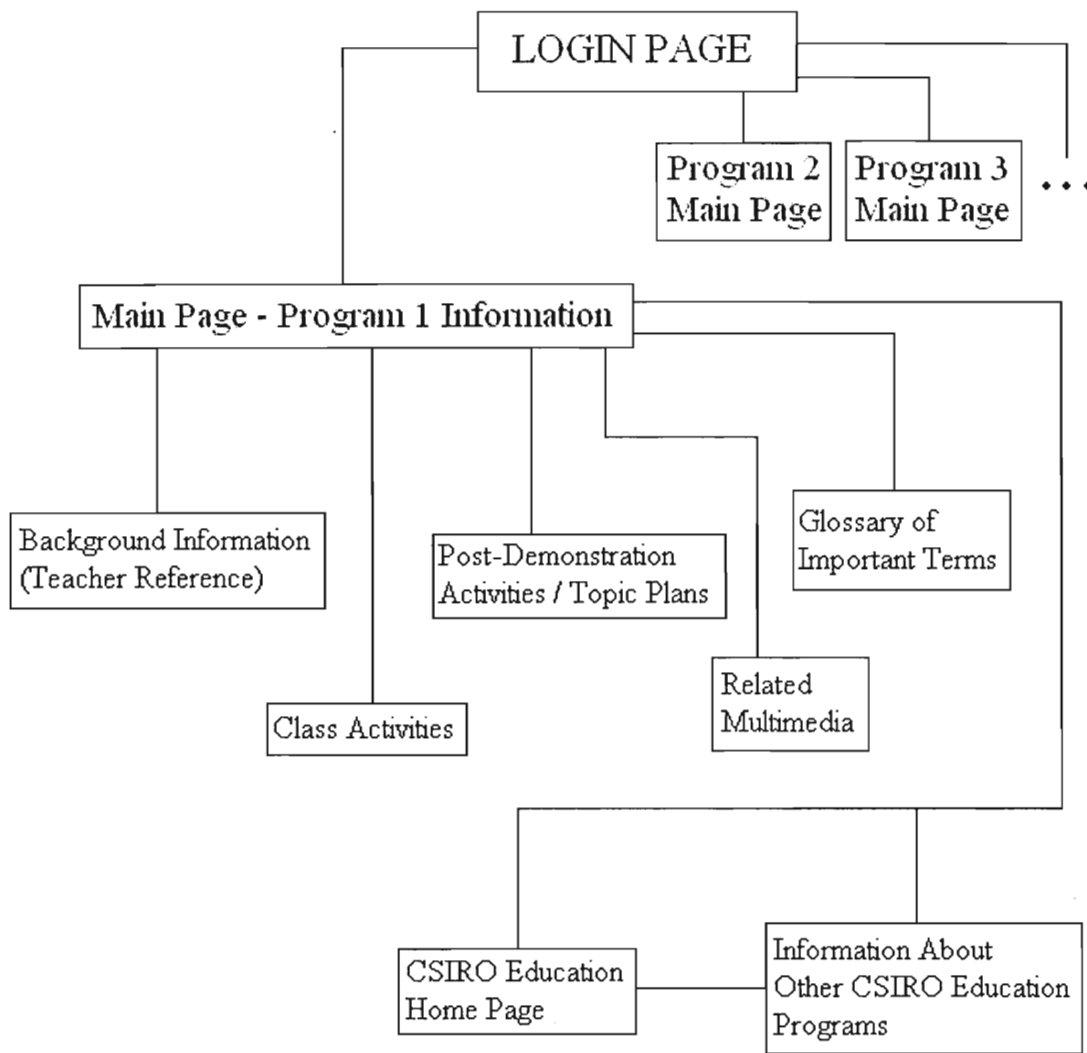 LOGIN PAGE
Program 2
Main Page
Program 3
Main Page
...
Main Page - Program 1 Information
Background Information
(Teacher Reference)
Post-Demonstration
Activities / Topic Plans
Glossary of
Important Terms
Class Activities
Related
Multimedia
CSIRO Education
Home Page
Information About
Other CSIRO Education
Programs